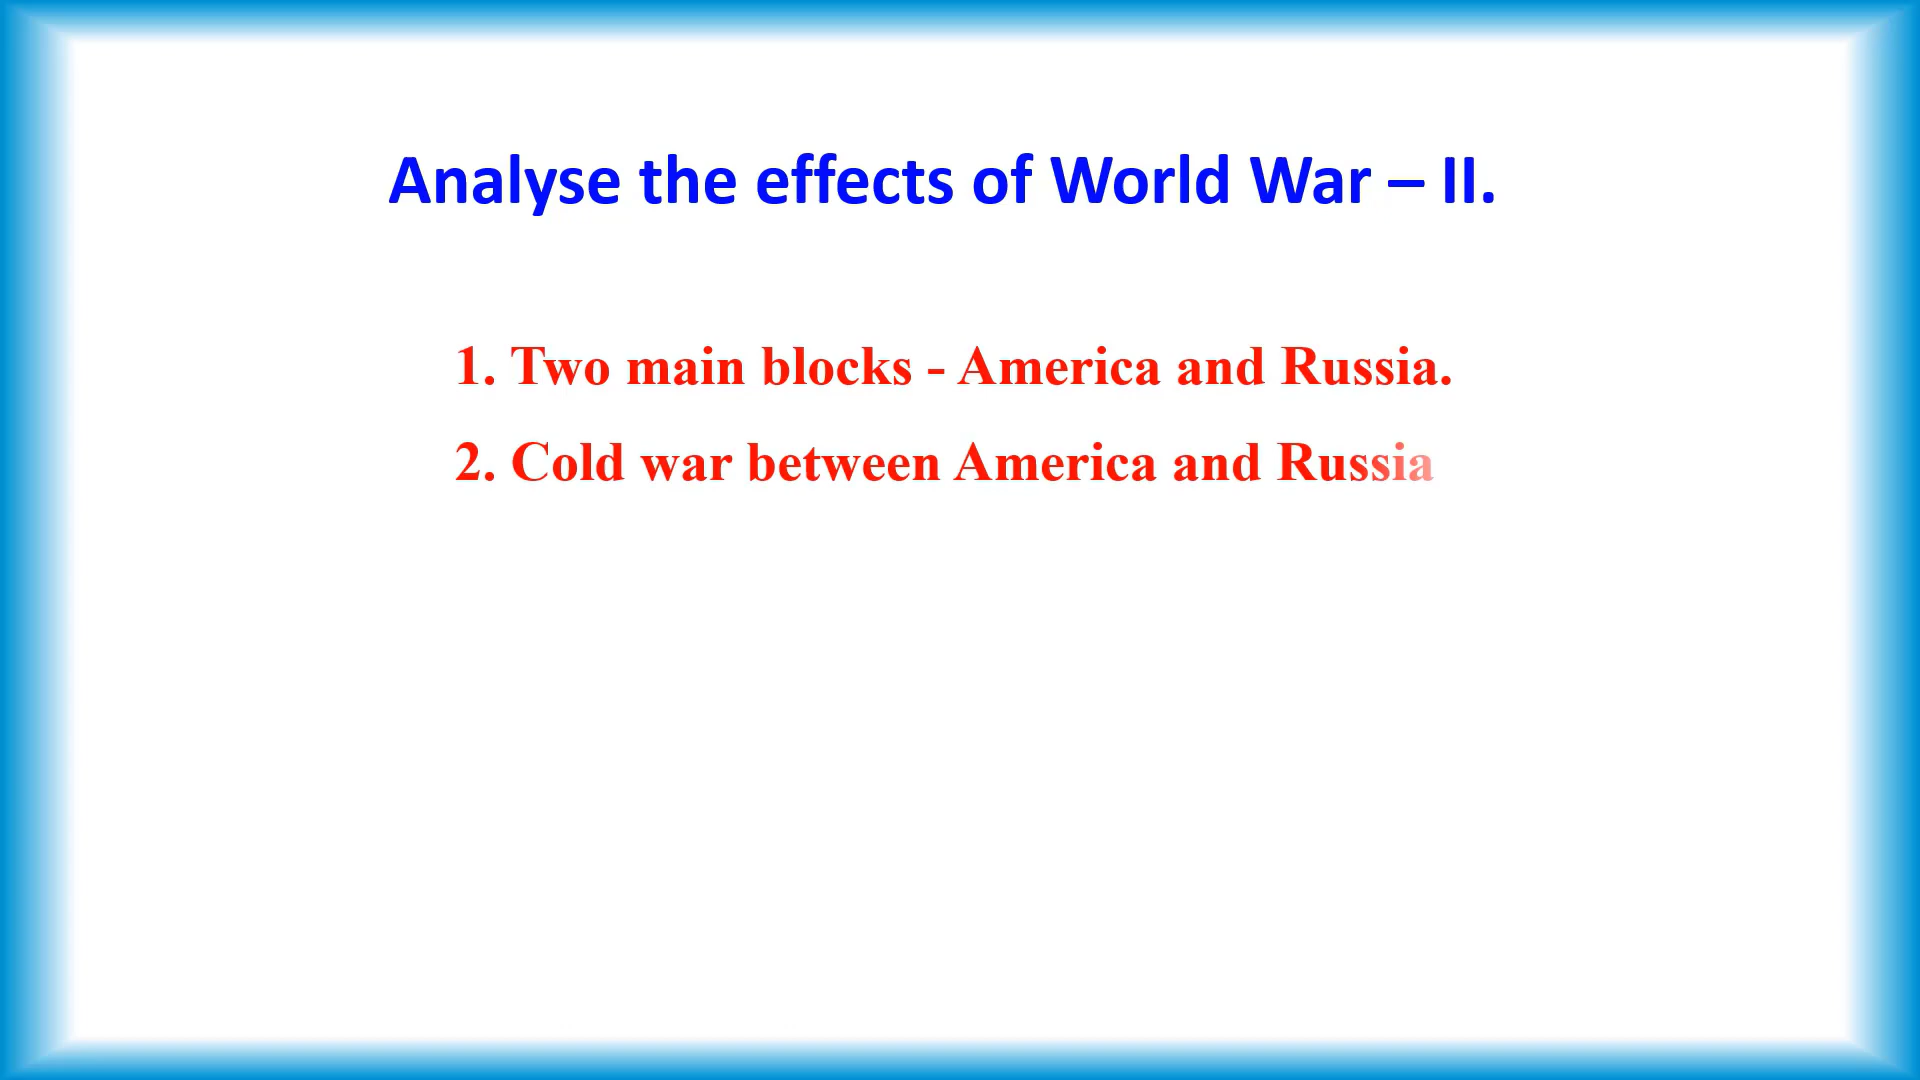 Analyse the effects of World War – II.
1. Two main blocks - America and Russia.
2. Cold war between America and Russia